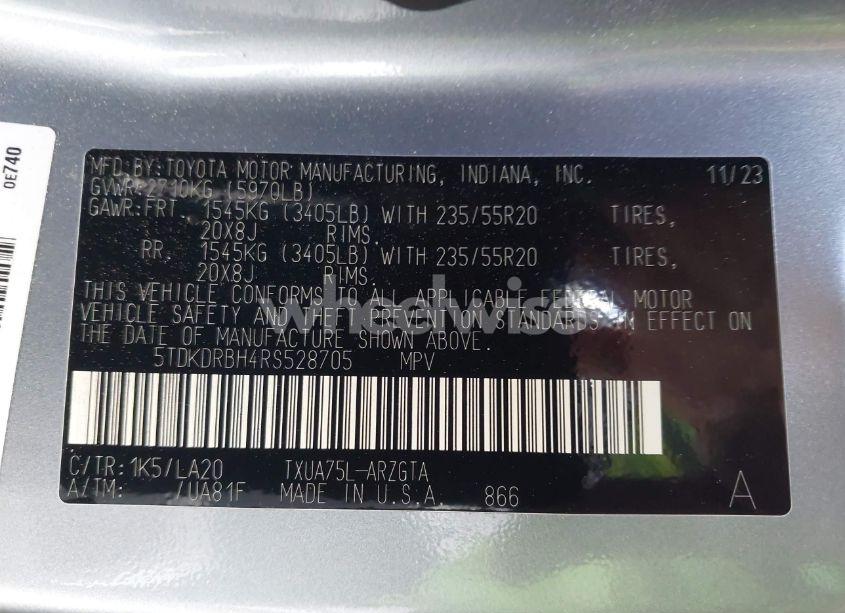 0E740
MFD.BY:TOYOTA MOTOR MANUFACTURING, INDIANA, INC. 11/23
GVWR 2710KG (5970LB)
GAWR:FRT. 1545KG (3405LB) WITH 235/55R20 TIRES,
20X8J RIMS.
RR. 1545KG (3405LB) WITH 235/55R20 TIRES,
20X8J RIMS.
THIS VEHICLE CONFORMS TO ALL APPLICABLE FEDERAL MOTOR
VEHICLE SAFETY AND THEFT PREVENTION STANDARDS IN EFFECT ON
THE DATE OF MANUFACTURE SHOWN ABOVE.
5TDKDRBH4RS528705 MPV
C/TR: 1K5/LA20 TXUA75L-ARZGTA
A/TM: /UA81F MADE IN U.S.A. 866 A
wheelwise